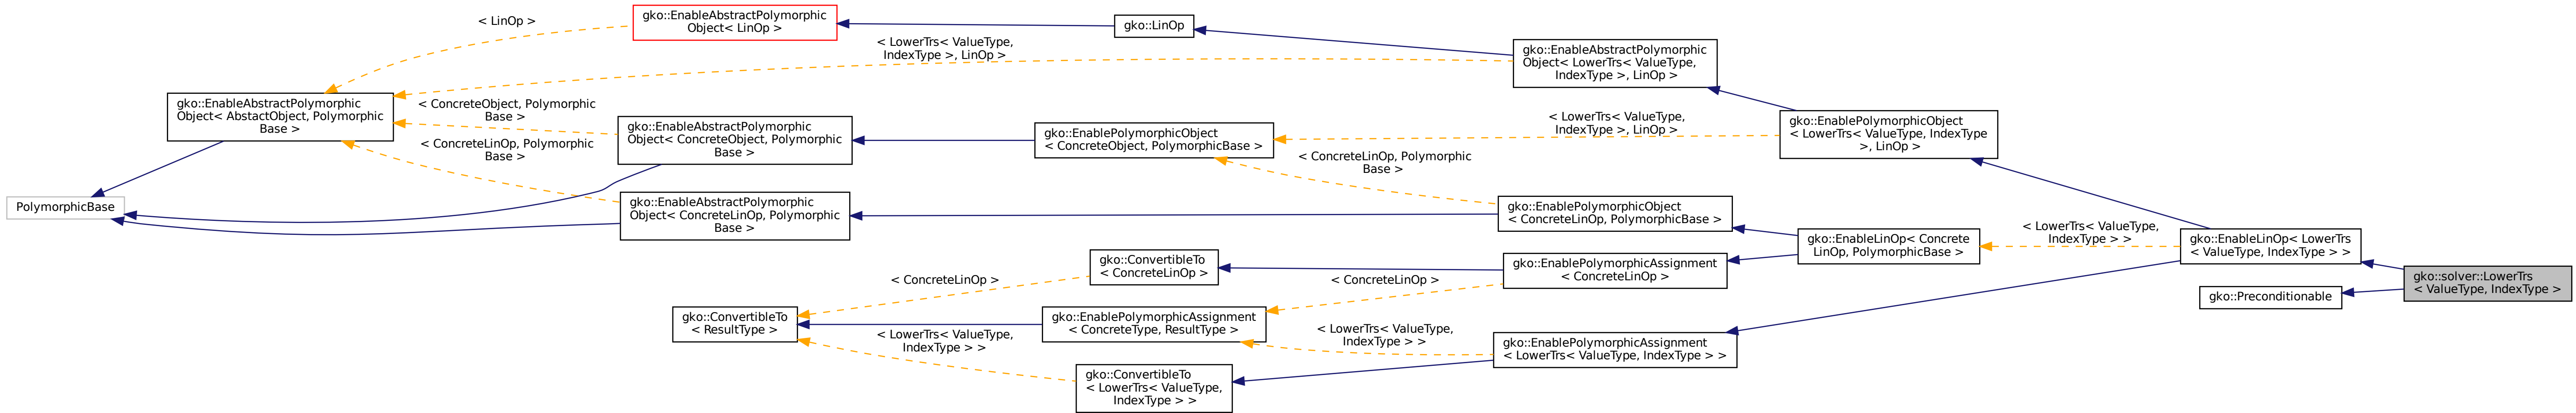 < LinOp >
gko::EnableAbstractPolymorphic
Object< LinOp >
gko::LinOp
< LowerTrs< ValueType,
IndexType >, LinOp >
gko::EnableAbstractPolymorphic
Object< LowerTrs< ValueType,
IndexType >, LinOp >
gko::EnableAbstractPolymorphic
Object< AbstactObject, Polymorphic
Base >
< ConcreteObject, Polymorphic
Base >
gko::EnableAbstractPolymorphic
Object< ConcreteObject, Polymorphic
Base >
gko::EnablePolymorphicObject
< ConcreteObject, PolymorphicBase >
< LowerTrs< ValueType,
IndexType >, LinOp >
gko::EnablePolymorphicObject
< LowerTrs< ValueType, IndexType
>, LinOp >
< ConcreteLinOp, Polymorphic
Base >
< ConcreteLinOp, Polymorphic
Base >
PolymorphicBase
gko::EnableAbstractPolymorphic
Object< ConcreteLinOp, Polymorphic
Base >
gko::EnablePolymorphicObject
< ConcreteLinOp, PolymorphicBase >
gko::EnableLinOp< Concrete
LinOp, PolymorphicBase >
< LowerTrs< ValueType,
IndexType > >
gko::EnableLinOp< LowerTrs
< ValueType, IndexType > >
gko::solver::LowerTrs
< ValueType, IndexType >
gko::Preconditionable
gko::ConvertibleTo
< ConcreteLinOp >
gko::EnablePolymorphicAssignment
< ConcreteLinOp >
< ConcreteLinOp >
< ConcreteLinOp >
gko::ConvertibleTo
< ResultType >
gko::EnablePolymorphicAssignment
< ConcreteType, ResultType >
< LowerTrs< ValueType,
IndexType > >
< LowerTrs< ValueType,
IndexType > >
gko::EnablePolymorphicAssignment
< LowerTrs< ValueType, IndexType > >
gko::ConvertibleTo
< LowerTrs< ValueType,
IndexType > >